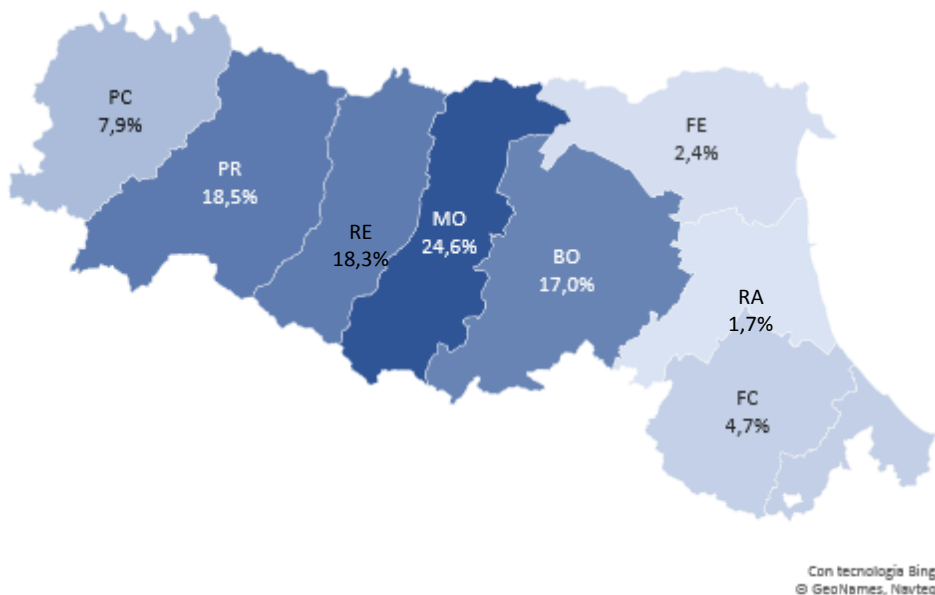 PC
7,9%
PR
18,5%
RE
18,3%
MO
24,6%
BO
17,0%
FE
2,4%
RA
1,7%
FC
4,7%
Con tecnologia Bing
© GeoNames, Navteq